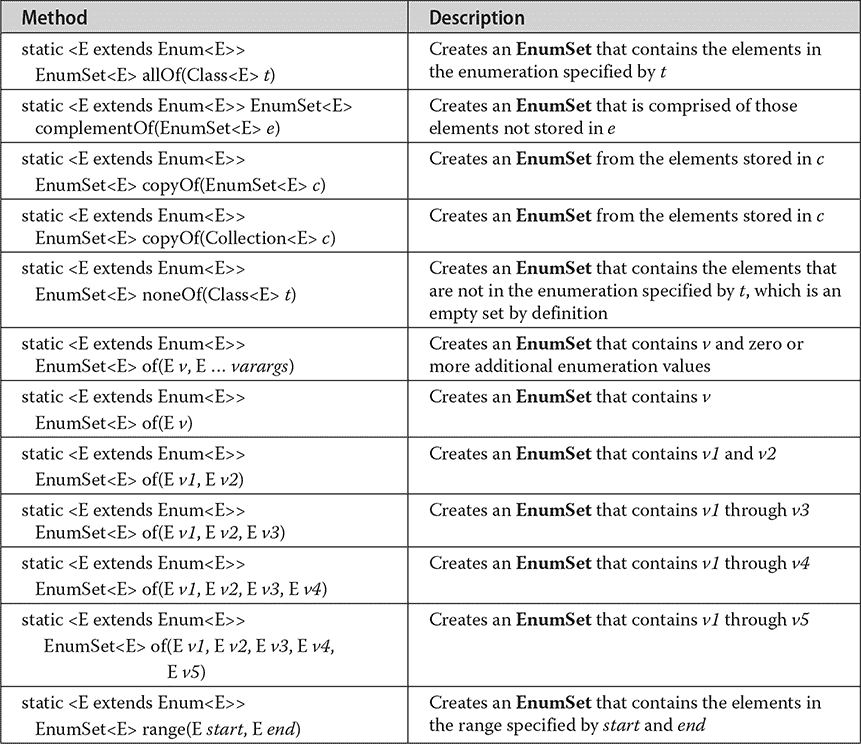 Method Description
static <E extends Enum<E>>
EnumSet<E> allOf(Class<E> t)
Creates an EnumSet that contains the elements in
the enumeration specified by t
static <E extends Enum<E>> EnumSet<E>
complementOf(EnumSet<E> e)
Creates an EnumSet that is comprised of those
elements not stored in e
static <E extends Enum<E>>
EnumSet<E> copyOf(EnumSet<E> c)
Creates an EnumSet from the elements stored in c
static <E extends Enum<E>>
EnumSet<E> copyOf(Collection<E> c)
Creates an EnumSet from the elements stored in c
static <E extends Enum<E>>
EnumSet<E> noneOf(Class<E> t)
Creates an EnumSet that contains the elements that
are not in the enumeration specified by t, which is an
empty set by definition
static <E extends Enum<E>>
EnumSet<E> of(E v, E ... varargs)
Creates an EnumSet that contains v and zero or
more additional enumeration values
static <E extends Enum<E>>
EnumSet<E> of(E v)
Creates an EnumSet that contains v
static <E extends Enum<E>>
EnumSet<E> of(E v1, E v2)
Creates an EnumSet that contains v1 and v2
static <E extends Enum<E>>
EnumSet<E> of(E v1, E v2, E v3)
Creates an EnumSet that contains v1 through v3
static <E extends Enum<E>>
EnumSet<E> of(E v1, E v2, E v3, E v4)
Creates an EnumSet that contains v1 through v4
static <E extends Enum<E>>
EnumSet<E> of(E v1, E v2, E v3, E v4,
E v5)
Creates an EnumSet that contains v1 through v5
static <E extends Enum<E>>
EnumSet<E> range(E start, E end)
Creates an EnumSet that contains the elements in
the range specified by start and end